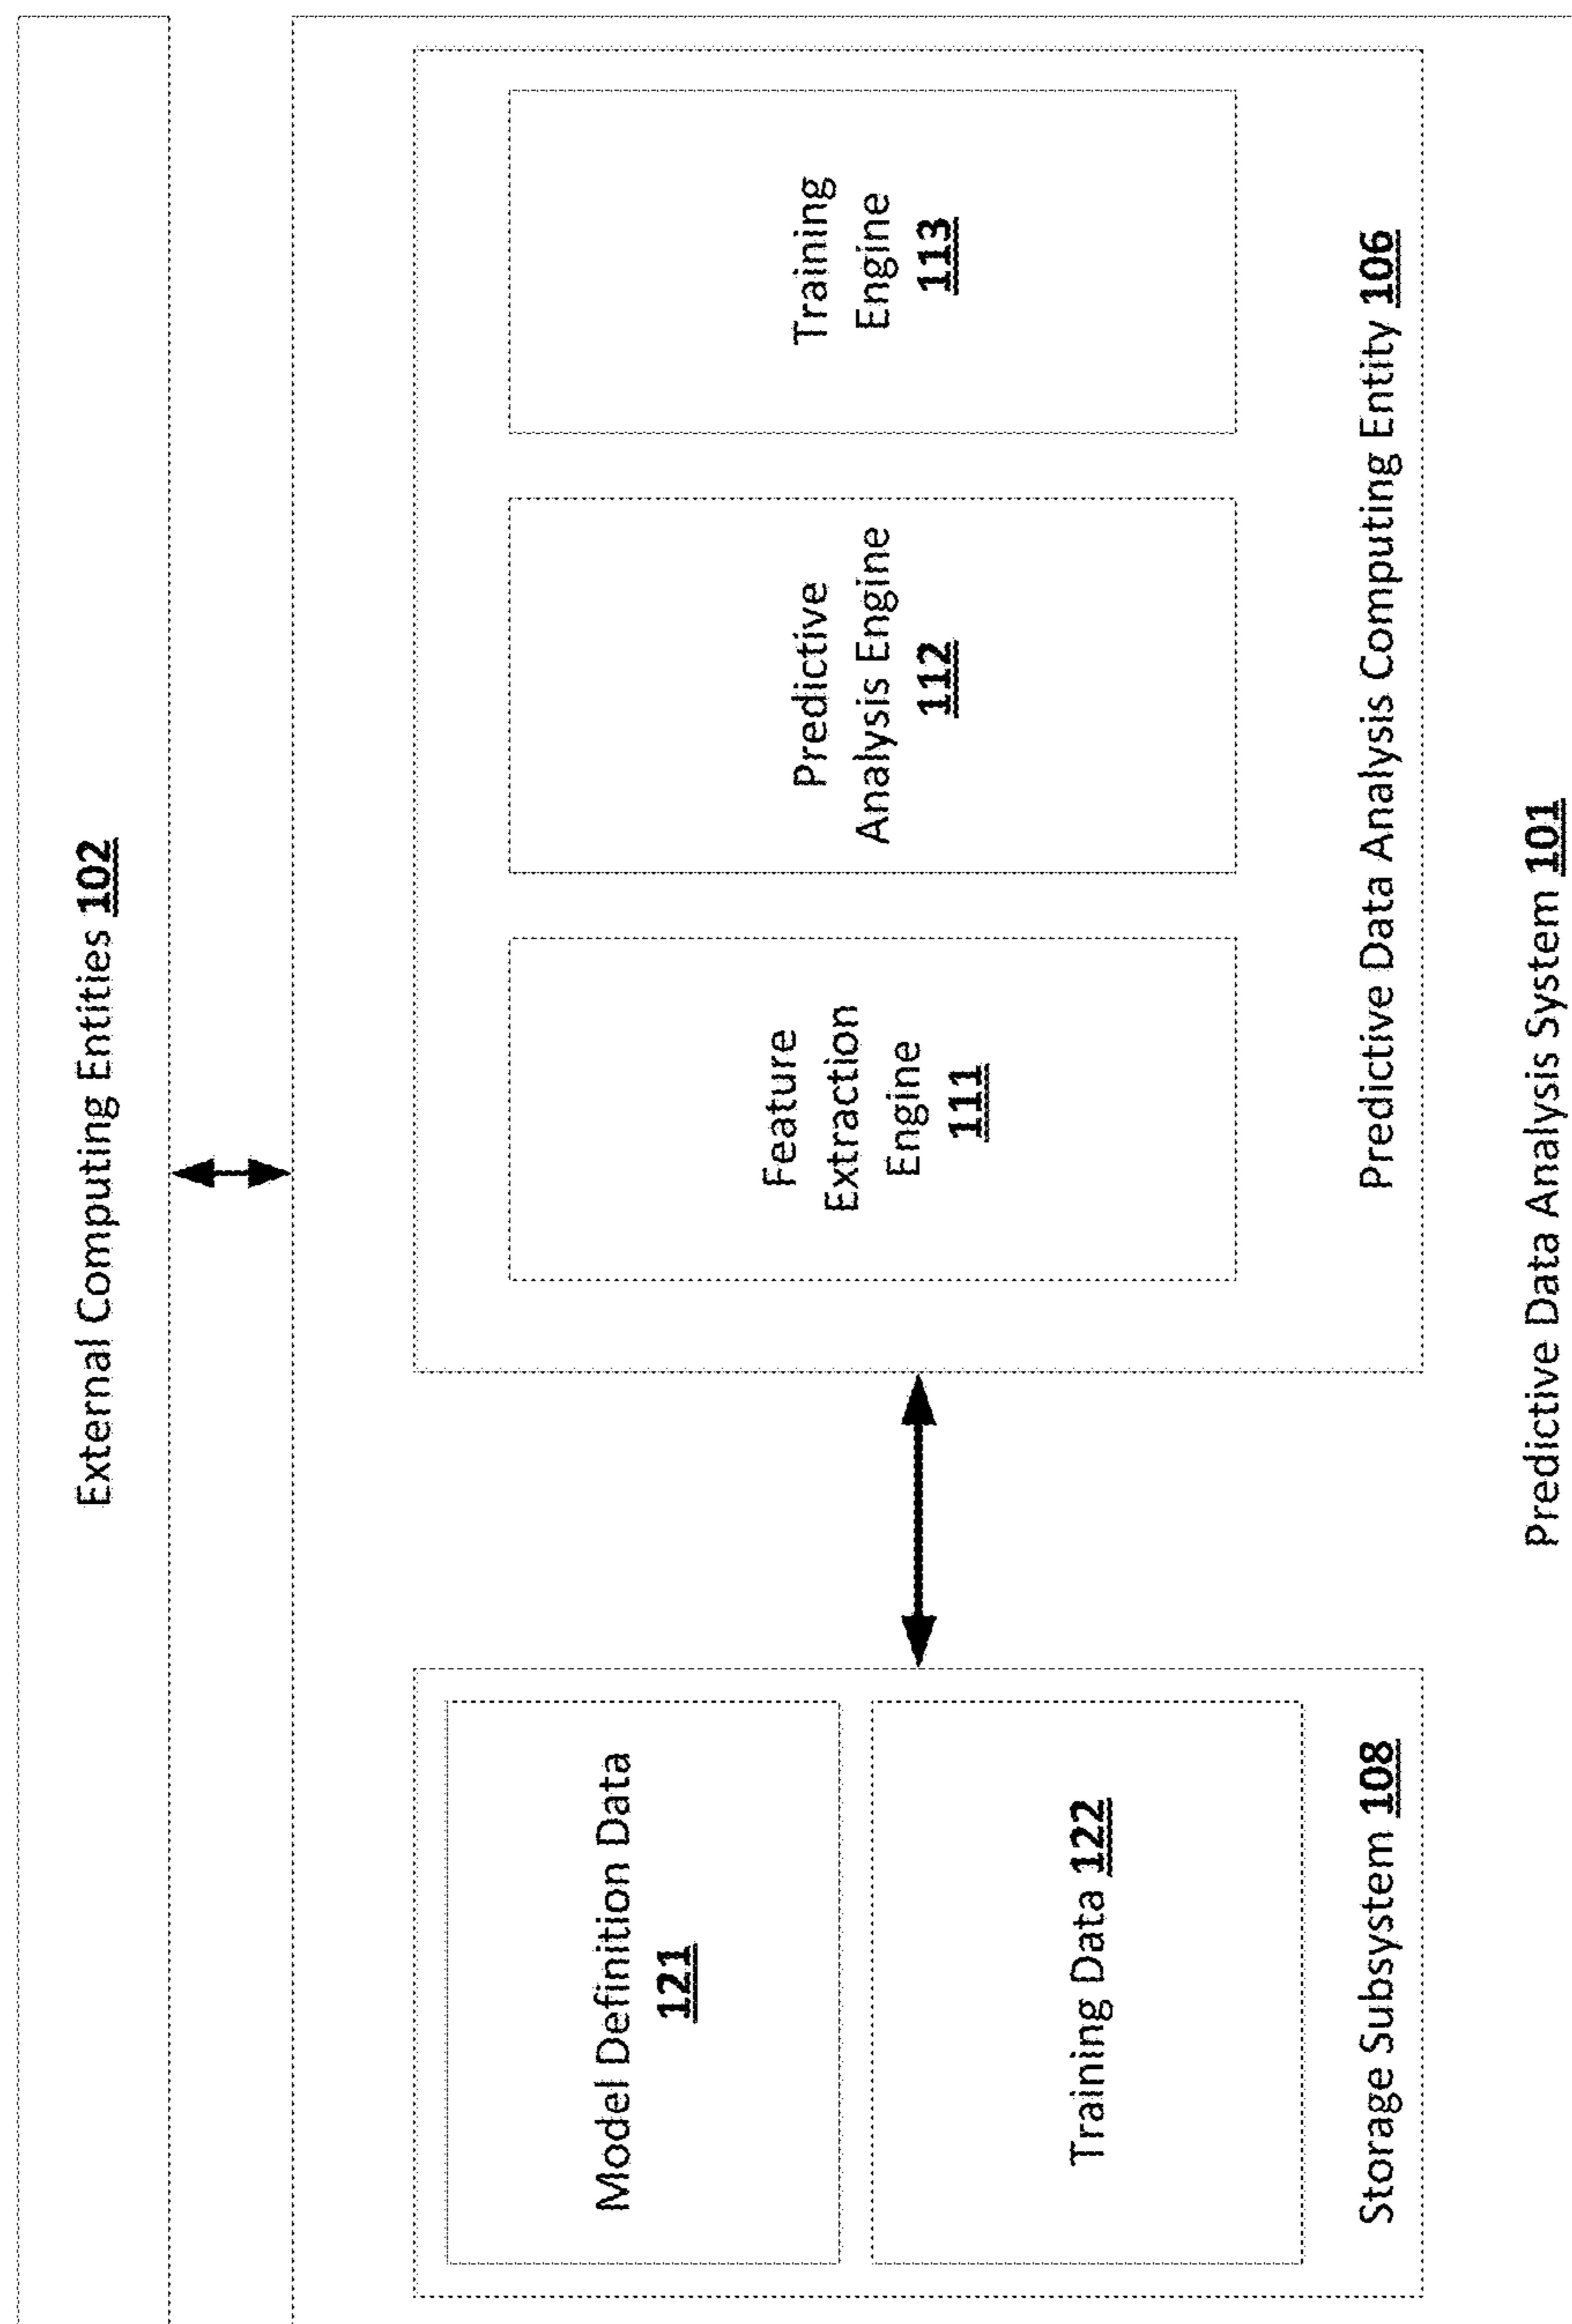 External Computing Entities 102
Model Definition Data
121
Training Data 122
Storage Subsystem 108
Feature
Extraction
Engine
111
Predictive
Analysis Engine
112
Training
Engine
113
Predictive Data Analysis Computing Entity 106
Predictive Data Analysis System 101